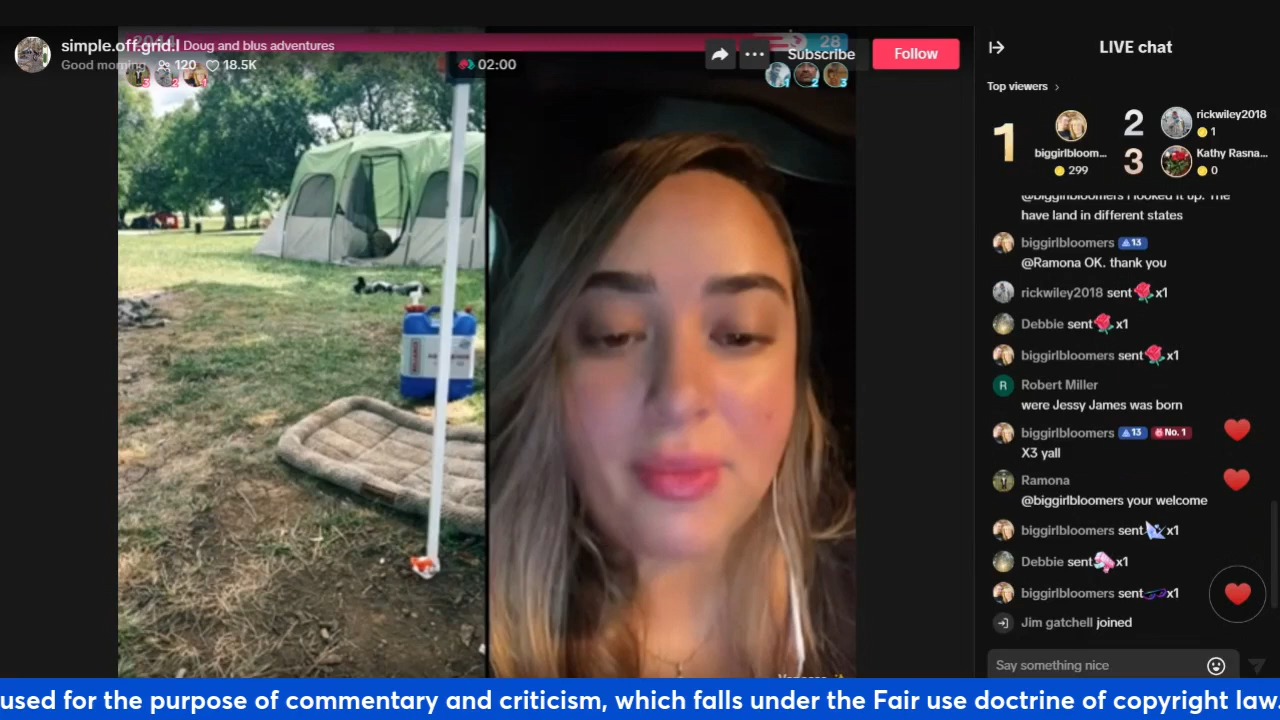 simple.off.grid.l Doug and blus adventures
Good morning 120 18.5K
28
Subscribe
Follow
02:00
LIVE chat
Top viewers
1
biggirlbloom...
299
2
rickwiley2018
1
3
Kathy Rasna...
0
@biggirlbloomers I looked it up. The
have land in different states
biggirlbloomers 13
@Ramona OK. thank you
rickwiley2018 sent x1
Debbie sent x1
biggirlbloomers sent x1
R Robert Miller
were Jessy James was born
biggirlbloomers 13 No. 1
X3 yall
Ramona
@biggirlbloomers your welcome
biggirlbloomers sent x1
Debbie sent x1
biggirlbloomers sent x1
Jim gatchell joined
Say something nice
used for the purpose of commentary and criticism, which falls under the Fair use doctrine of copyright law.